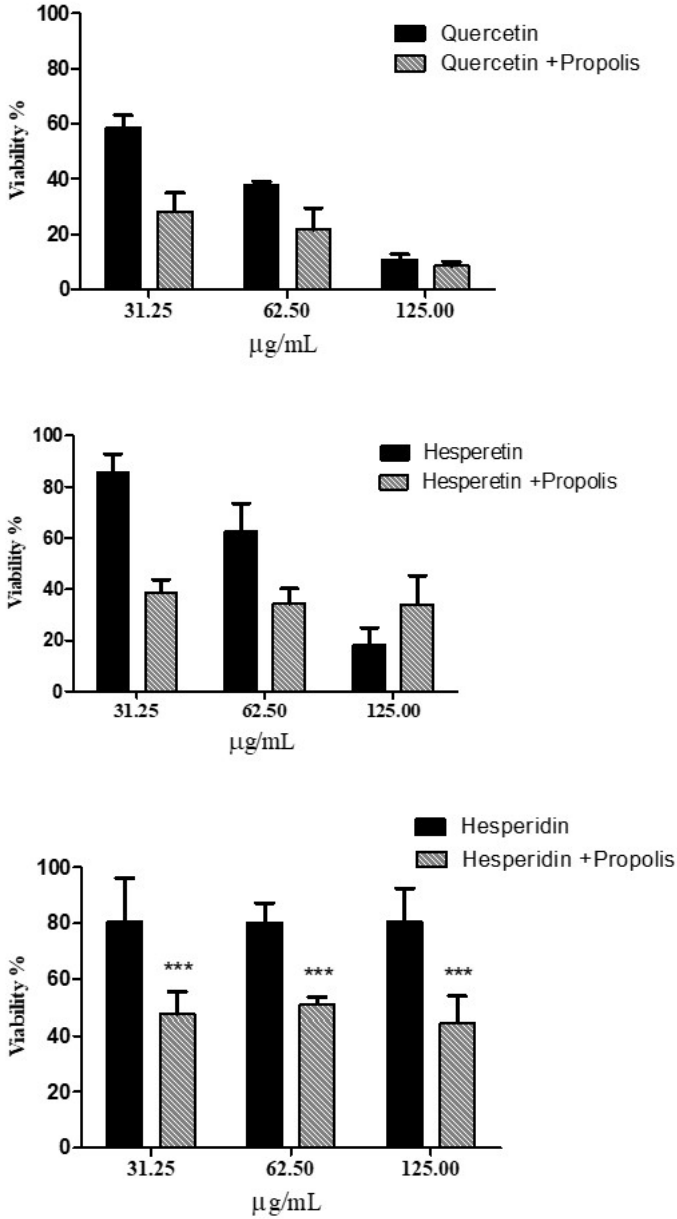 100
80
60
40
20
0
Viability %
Quercetin
Quercetin +Propolis
31.25 62.50 125.00
µg/mL
100
80
60
40
20
0
Viability %
Hesperetin
Hesperetin +Propolis
31.25 62.50 125.00
µg/mL
Hesperidin
Hesperidin +Propolis
100
80
60
40
20
0
Viability %
*** *** ***
31.25 62.50 125.00
µg/mL